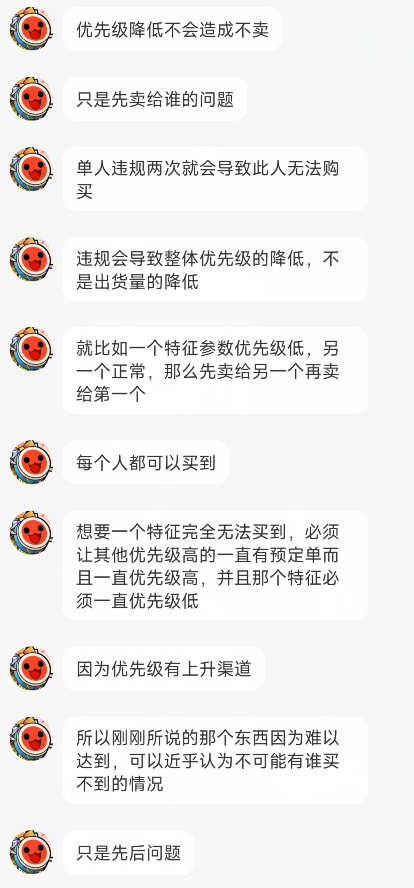 优先级降低不会造成不卖
只是先卖给谁的问题
单人违规两次就会导致此人无法购
买
违规会导致整体优先级的降低，不
是出货量的降低
就比如一个特征参数优先级低，另
一个正常，那么先卖给另一个再卖
给第一个
每个人都可以买到
想要一个特征完全无法买到，必须
让其他优先级高的一直有预定单而
且一直优先级高，并且那个特征必
须一直优先级低
因为优先级有上升渠道
所以刚刚所说的那个东西因为难以
达到，可以近乎认为不可能有谁买
不到的情况
只是先后问题